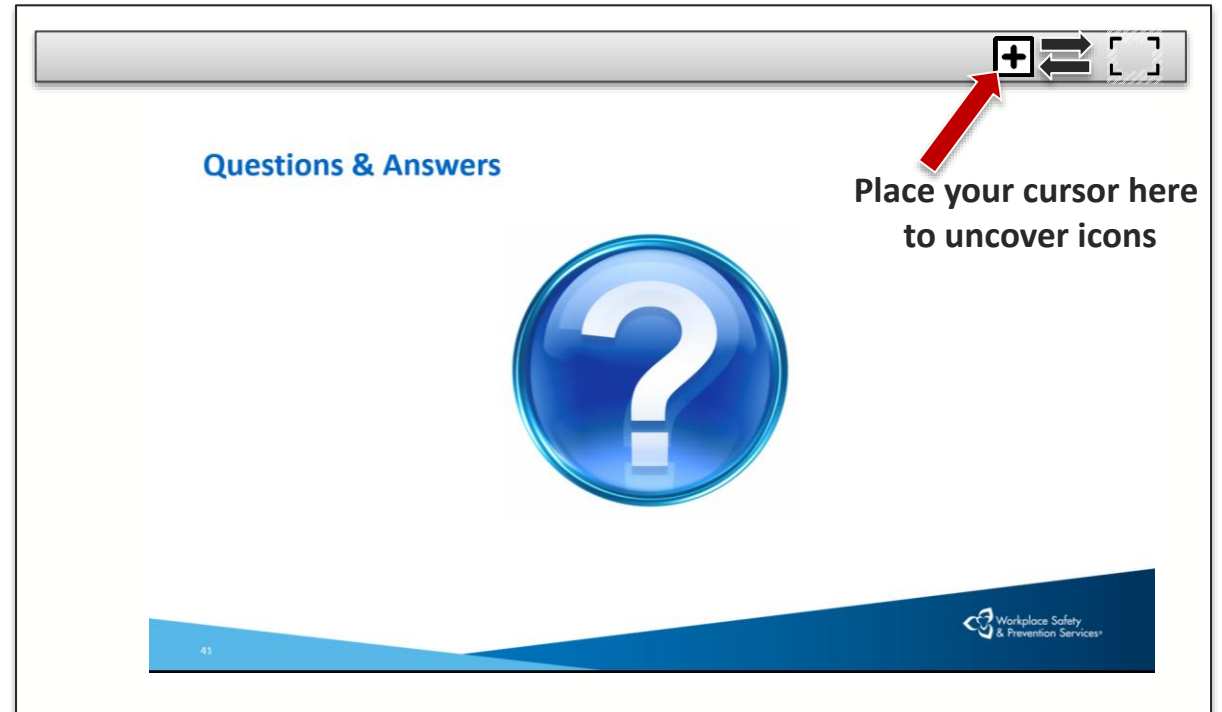 Questions & Answers
Place your cursor here
to uncover icons
Workplace Safety
& Prevention Services®
41